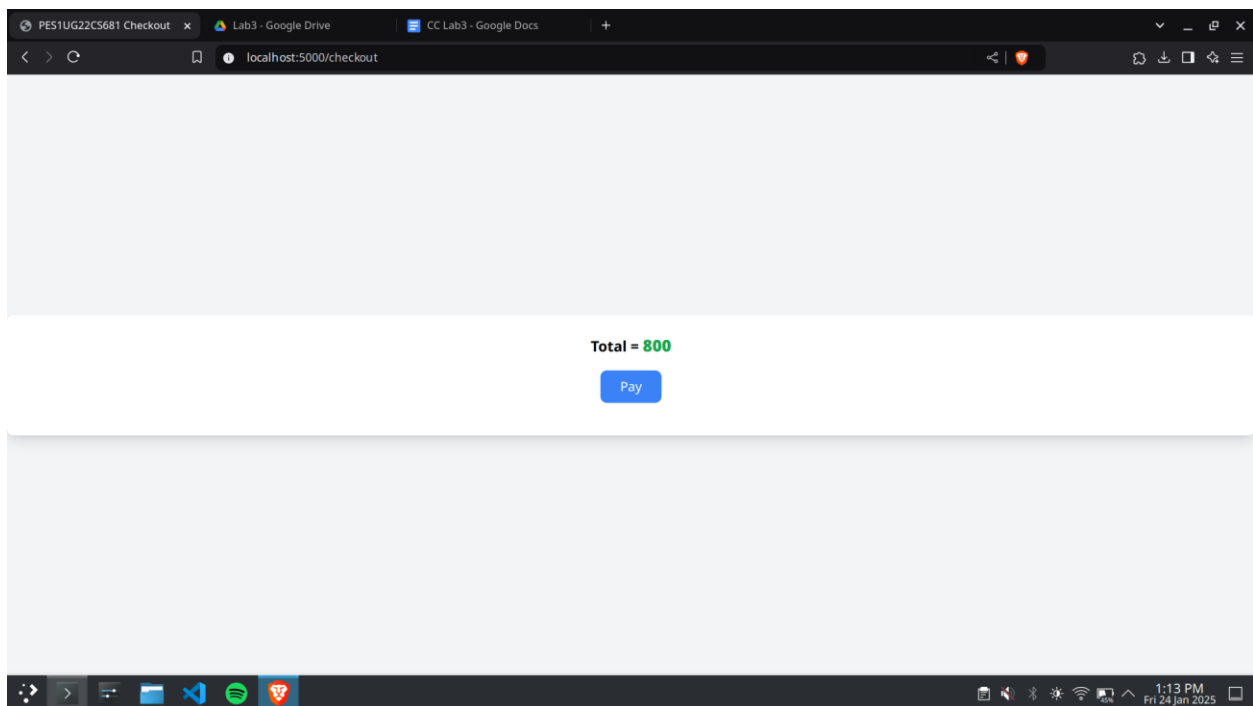 PES1UG22CS681 Checkout
Lab3 - Google Drive
CC Lab3 - Google Docs
localhost:5000/checkout
Total = 800
Pay
45%
1:13 PM
Fri 24 Jan 2025